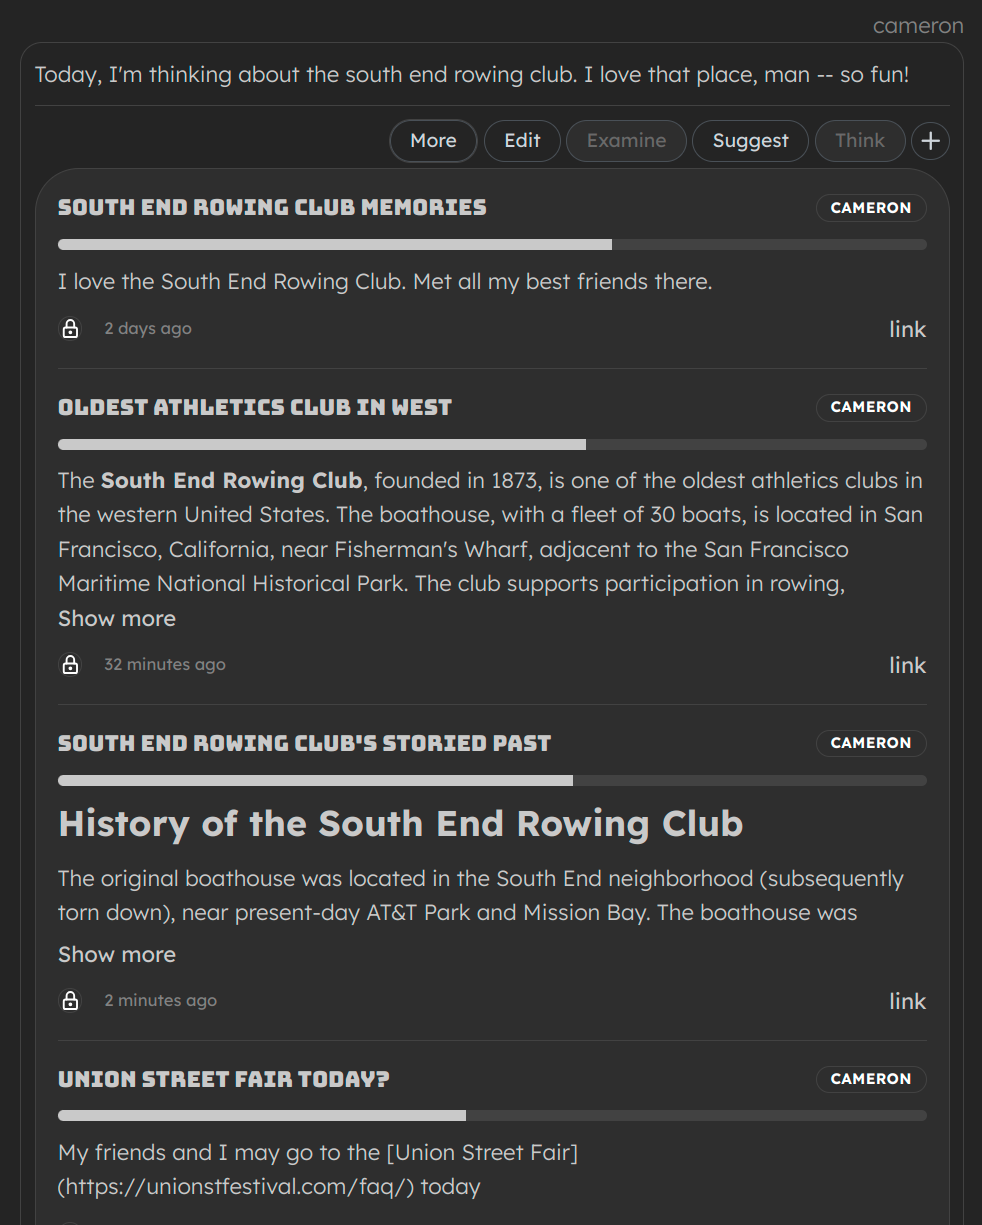 cameron
Today, I'm thinking about the south end rowing club. I love that place, man -- so fun!
More Edit Examine Suggest Think +
SOUTH END ROWING CLUB MEMORIES CAMERON
I love the South End Rowing Club. Met all my best friends there.
2 days ago link
OLDEST ATHLETICS CLUB IN WEST CAMERON
The South End Rowing Club, founded in 1873, is one of the oldest athletics clubs in
the western United States. The boathouse, with a fleet of 30 boats, is located in San
Francisco, California, near Fisherman's Wharf, adjacent to the San Francisco
Maritime National Historical Park. The club supports participation in rowing,
Show more
32 minutes ago link
SOUTH END ROWING CLUB'S STORIED PAST CAMERON
History of the South End Rowing Club
The original boathouse was located in the South End neighborhood (subsequently
torn down), near present-day AT&T Park and Mission Bay. The boathouse was
Show more
2 minutes ago link
UNION STREET FAIR TODAY? CAMERON
My friends and I may go to the [Union Street Fair]
(https://unionstfestival.com/faq/) today